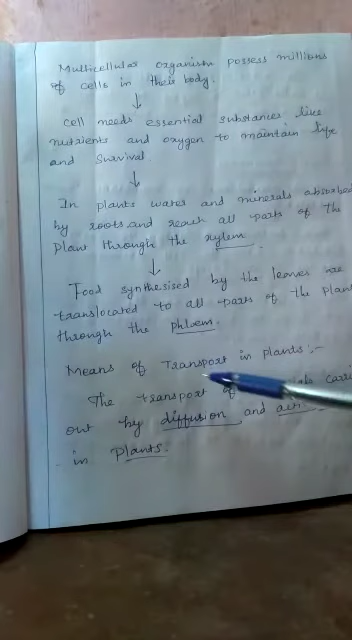 Multicellular organism possess millions
of cells in their body.
cell needs essential substances like
nutrients and oxygen to maintain life
and survival.
In plants water and minerals absorbed
by roots and reach all parts of the
plant through the xylem.
Food synthesised by the leaves are
translocated to all parts of the plan
through the phloem.
Means of Transport in plants :-
The transport of
out by diffusion and
in plants.